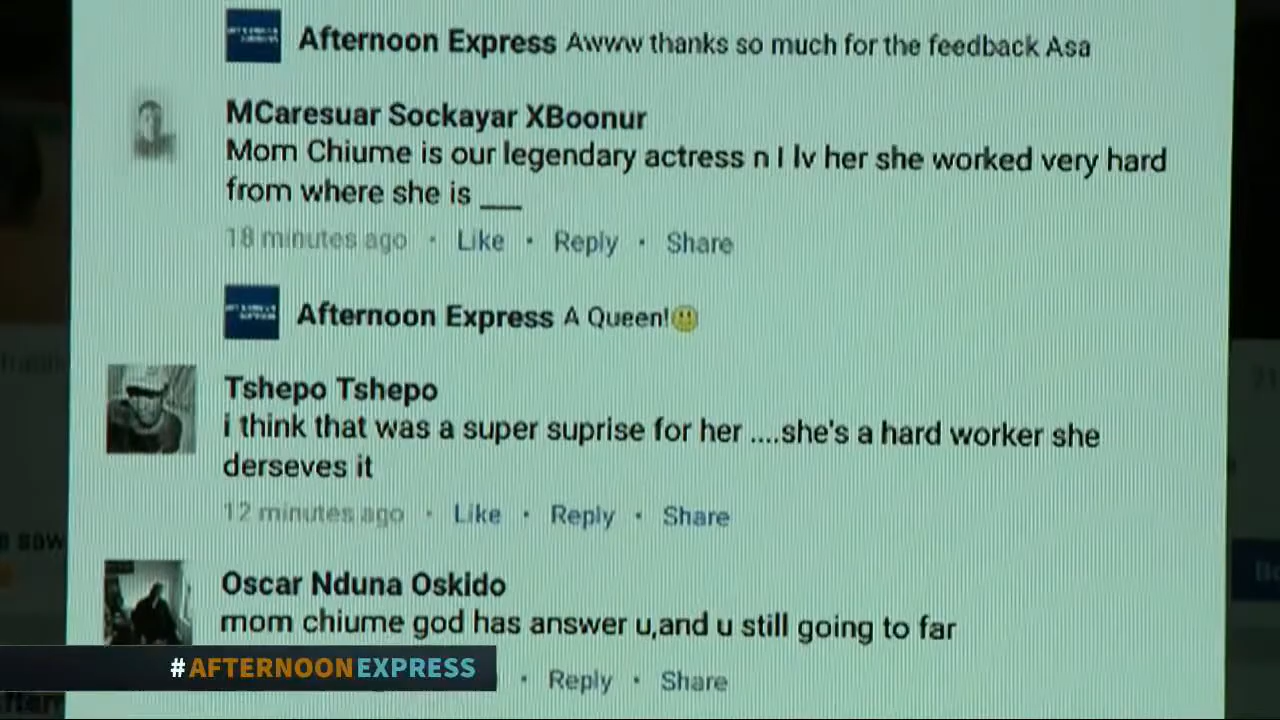 Afternoon Express Awww thanks so much for the feedback Asa
MCaresuar Sockayar XBoonur
Mom Chiume is our legendary actress n I lv her she worked very hard
from where she is ___
18 minutes ago · Like · Reply · Share
Afternoon Express A Queen!
Tshepo Tshepo
i think that was a super suprise for her ....she's a hard worker she
derseves it
12 minutes ago · Like · Reply · Share
Oscar Nduna Oskido
mom chiume god has answer u,and u still going to far
· Reply · Share
#AFTERNOONEXPRESS
saw